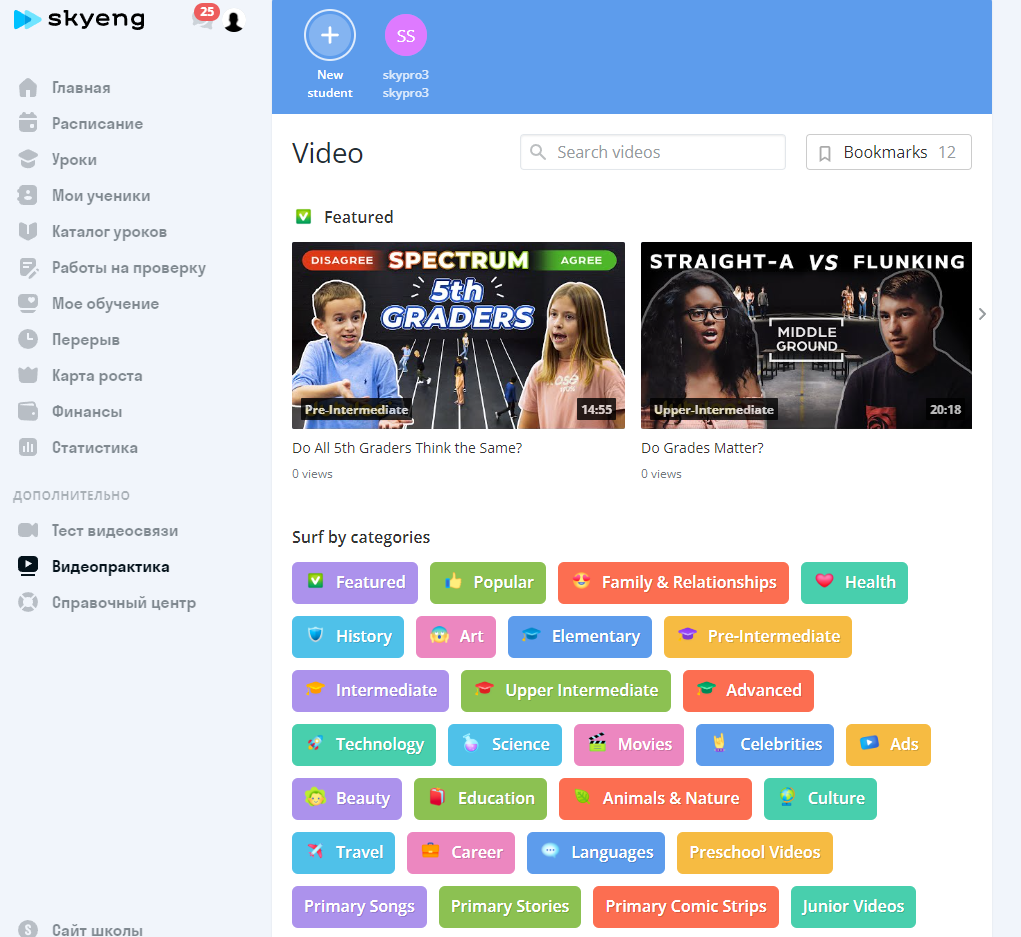 skyeng
25
Главная
Расписание
Уроки
Мои ученики
Каталог уроков
Работы на проверку
Мое обучение
Перерыв
Карта роста
Финансы
Статистика
ДОПОЛНИТЕЛЬНО
Тест видеосвязи
Видеопрактика
Справочный центр
S Сайт школы
New
student
SS
skypro3
skypro3
Video
Search videos
Bookmarks 12
Featured
DISAGREE SPECTRUM AGREE
5th
GRADERS
Pre-Intermediate 14:55
Do All 5th Graders Think the Same?
0 views
STRAIGHT-A VS FLUNKING
MIDDLE
GROUND
Upper-Intermediate 20:18
Do Grades Matter?
0 views
Surf by categories
Featured Popular Family & Relationships Health
History Art Elementary Pre-Intermediate
Intermediate Upper Intermediate Advanced
Technology Science Movies Celebrities Ads
Beauty Education Animals & Nature Culture
Travel Career Languages Preschool Videos
Primary Songs Primary Stories Primary Comic Strips Junior Videos